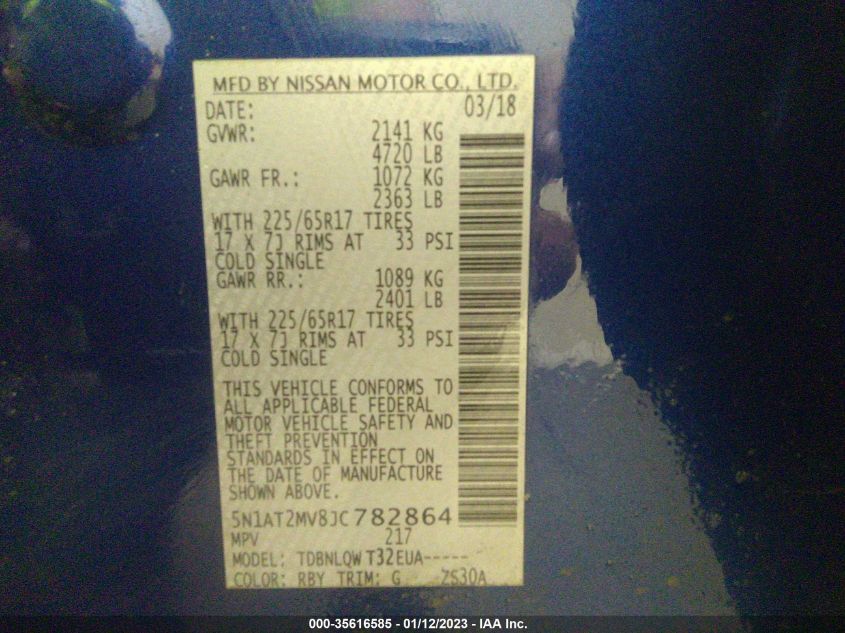 MFD BY NISSAN MOTOR CO., LTD.
DATE: 03/18
GVWR: 2141 KG
4720 LB
GAWR FR.: 1072 KG
2363 LB
WITH 225/65R17 TIRES
17 X 7J RIMS AT 33 PSI
COLD SINGLE
GAWR RR.: 1089 KG
2401 LB
WITH 225/65R17 TIRES
17 X 7J RIMS AT 33 PSI
COLD SINGLE
THIS VEHICLE CONFORMS TO
ALL APPLICABLE FEDERAL
MOTOR VEHICLE SAFETY AND
THEFT PREVENTION
STANDARDS IN EFFECT ON
THE DATE OF MANUFACTURE
SHOWN ABOVE.
5N1AT2MV8JC782864
MPV 217
MODEL: TDBNLQW T32EUA-----
COLOR: RBY TRIM: G ZS30A
000-35616585 - 01/12/2023 - IAA Inc.